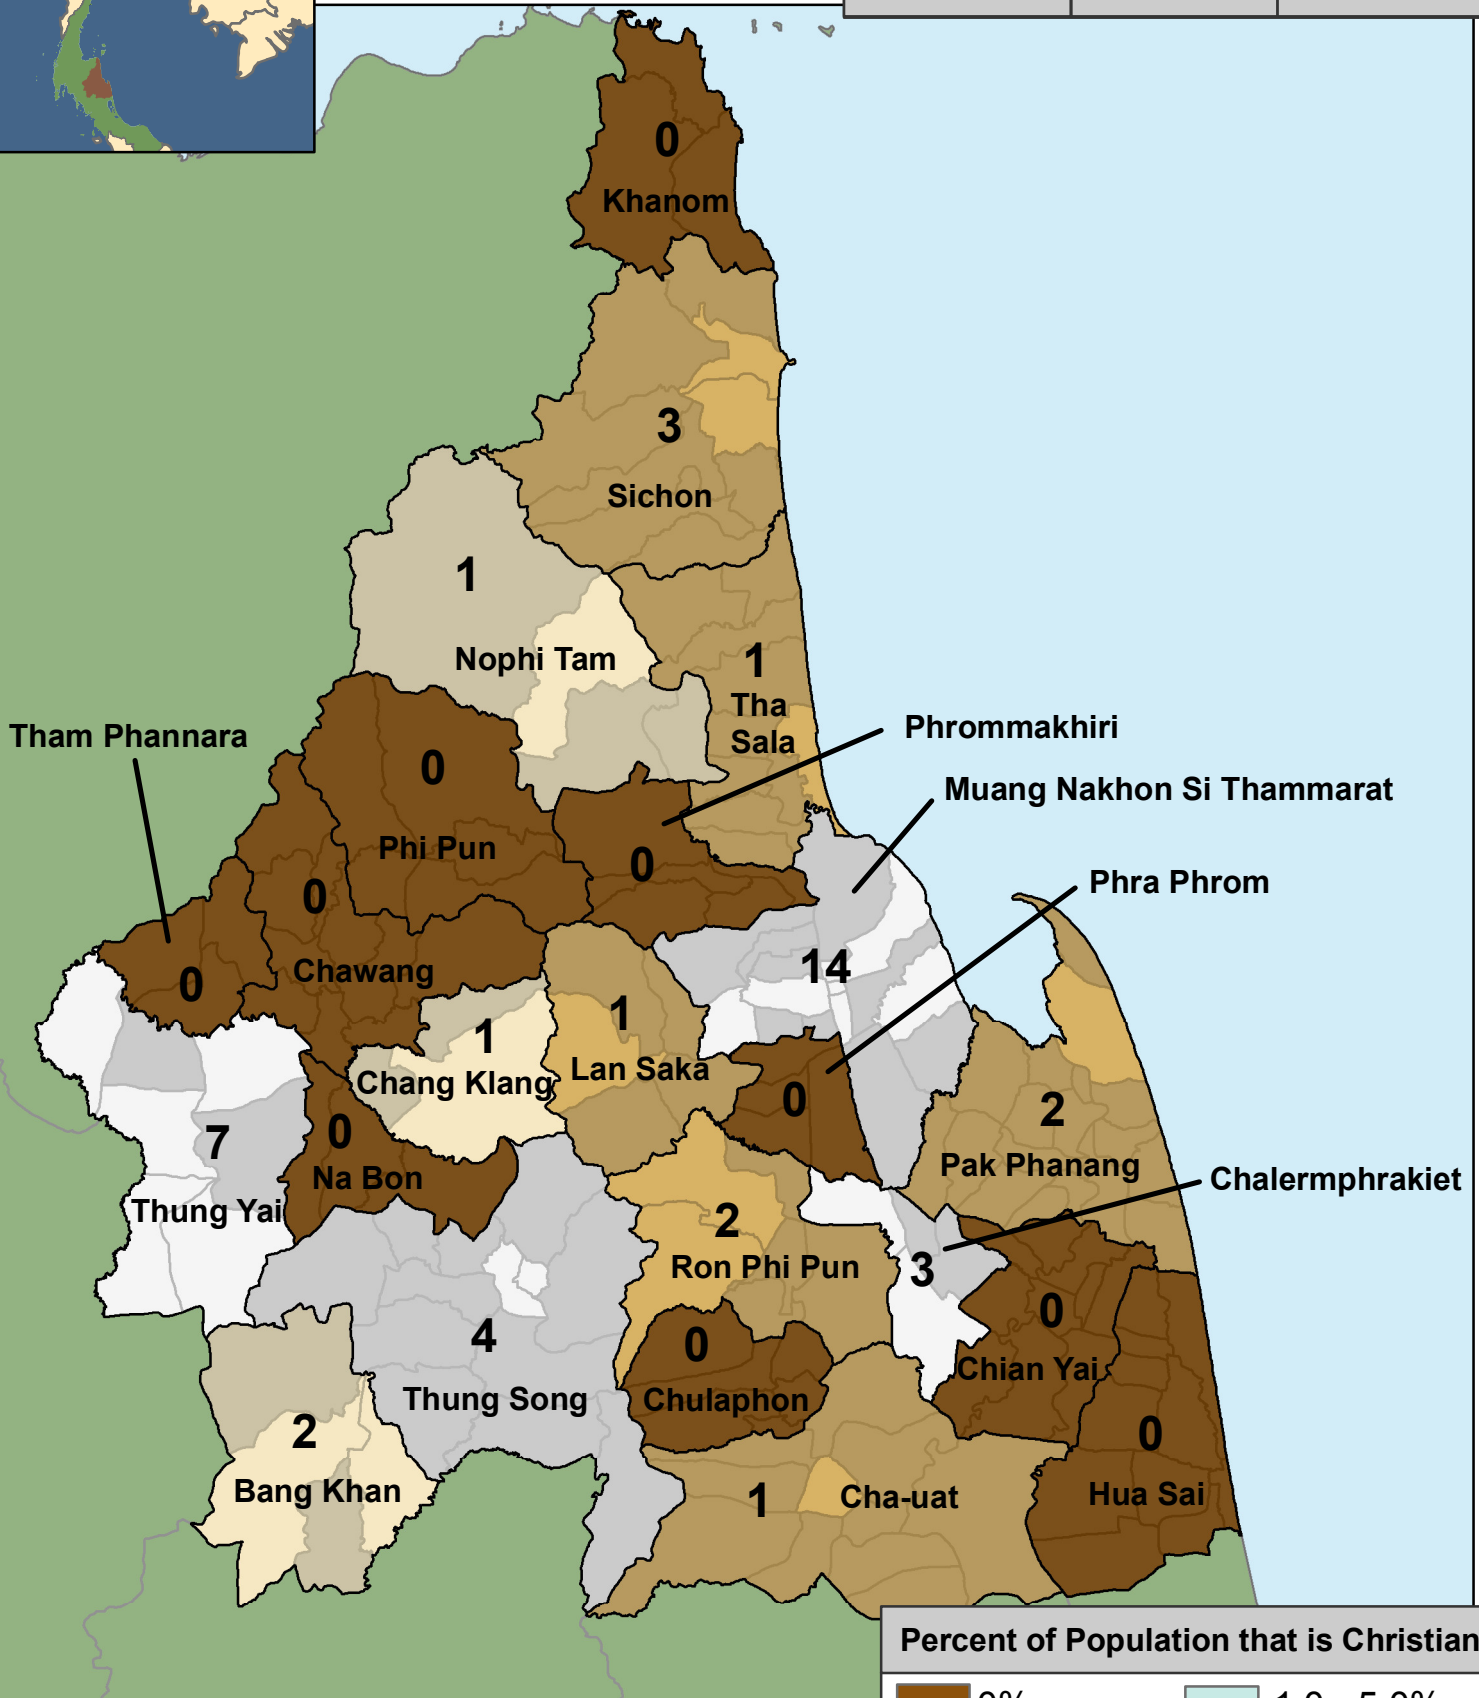 0
Khanom
3
Sichon
1
Nophi Tam
1
Tha
Sala
Phrommakhiri
Tham Phannara
0
Phi Pun
Muang Nakhon Si Thammarat
0
0
Phra Phrom
Chawang
0
14
1
Chang Klang
1
Lan Saka
0
2
Pak Phanang
7
Thung Yai
0
Na Bon
Chalermphrakiet
2
Ron Phi Pun
3
0
Chian Yai
4
Thung Song
0
Chulaphon
2
Bang Khan
1
Cha-uat
0
Hua Sai
Percent of Population that is Christian